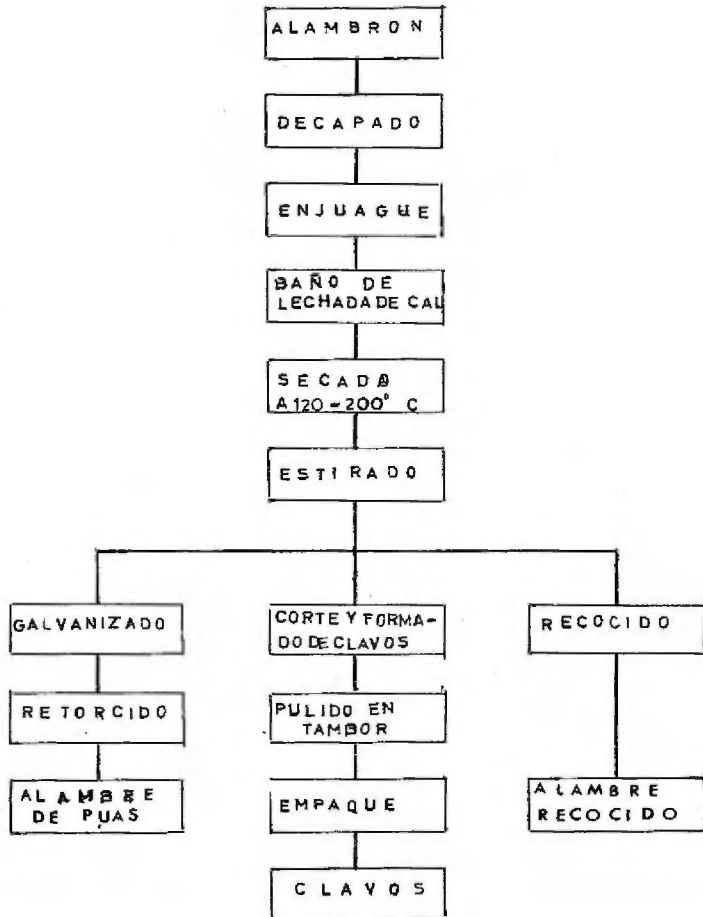 ALAMBRON
DECAPADO
ENJUAGUE
BAÑO DE
LECHADA DE CAL
SECADO
A 120-200° C
ESTIRADO
GALVANIZADO
RETORCIDO
ALAMBRE
DE PUAS
CORTE Y FORMA-
DO DE CLAVOS
PULIDO EN
TAMBOR
EMPAQUE
CLAVOS
RECOCIDO
ALAMBRE
RECOCIDO